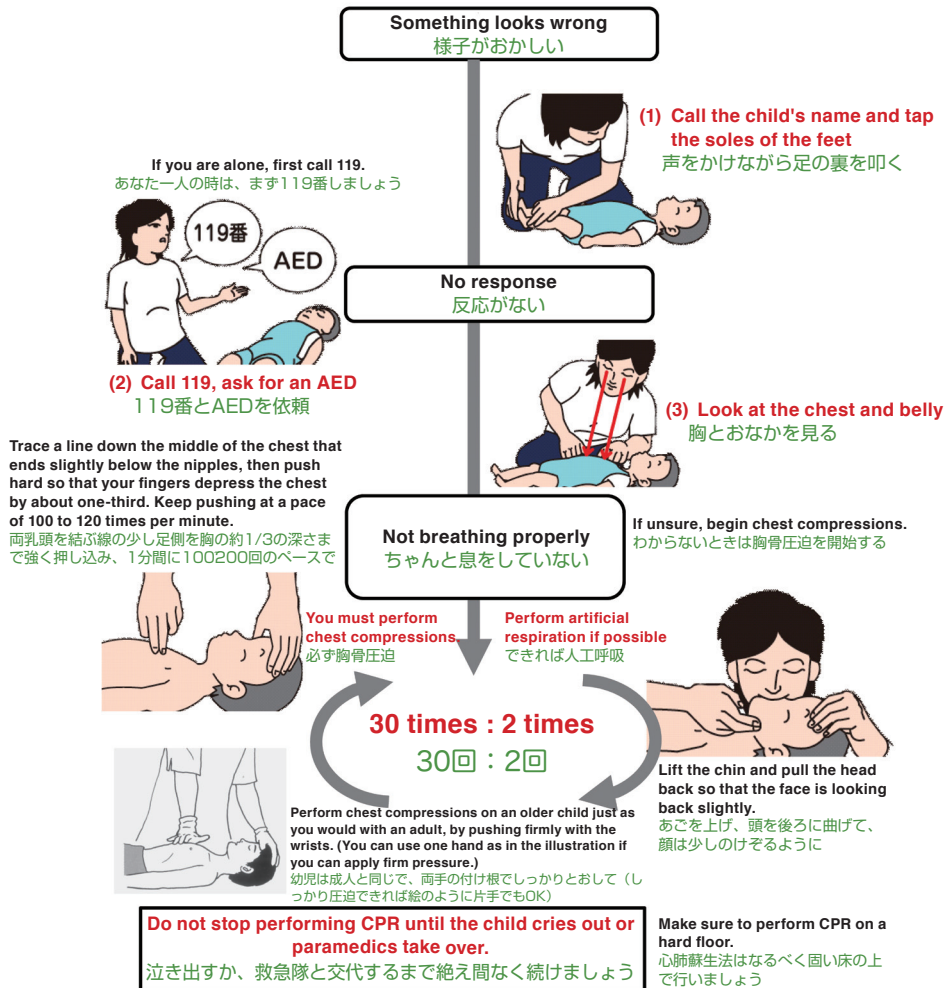 Something looks wrong
様子がおかしい
(1) Call the child's name and tap
the soles of the feet
声をかけながら足の裏を叩く
If you are alone, first call 119.
あなた一人の時は、まず119番しましょう
119番
AED
No response
反応がない
(2) Call 119, ask for an AED
119番とAEDを依頼
(3) Look at the chest and belly
胸とおなかを見る
Trace a line down the middle of the chest that
ends slightly below the nipples, then push
hard so that your fingers depress the chest
by about one-third. Keep pushing at a pace
of 100 to 120 times per minute.
両乳頭を結ぶ線の少し足側を胸の約1/3の深さま
で強く押し込み、1分間に100200回のペースで
Not breathing properly
ちゃんと息をしていない
If unsure, begin chest compressions.
わからないときは胸骨圧迫を開始する
You must perform
chest compressions
必ず胸骨圧迫
Perform artificial
respiration if possible
できれば人工呼吸
30 times : 2 times
30回：2回
Lift the chin and pull the head
back so that the face is looking
back slightly.
あごを上げ、頭を後ろに曲げて、
顔は少しのけぞるように
Perform chest compressions on an older child just as
you would with an adult, by pushing firmly with the
wrists. (You can use one hand as in the illustration if
you can apply firm pressure.)
幼児は成人と同じで、両手の付け根でしっかりとおして（し
っかり圧迫できれば絵のように片手でもOK）
Do not stop performing CPR until the child cries out or
paramedics take over.
泣き出すか、救急隊と交代するまで絶え間なく続けましょう
Make sure to perform CPR on a
hard floor.
心肺蘇生法はなるべく固い床の上
で行いましょう